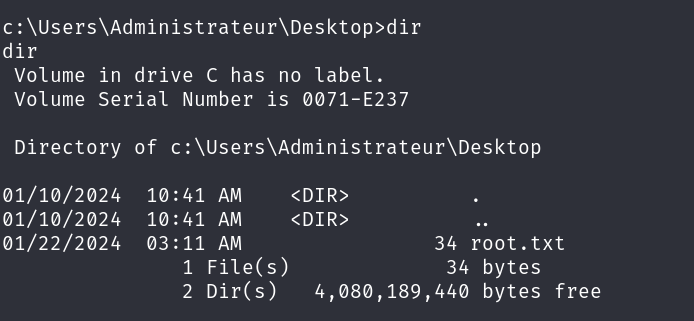 c:\Users\Administrateur\Desktop>dir
dir
 Volume in drive C has no label.
 Volume Serial Number is 0071-E237

 Directory of c:\Users\Administrateur\Desktop

01/10/2024  10:41 AM    <DIR>          .
01/10/2024  10:41 AM    <DIR>          ..
01/22/2024  03:11 AM                34 root.txt
               1 File(s)             34 bytes
               2 Dir(s)   4,080,189,440 bytes free